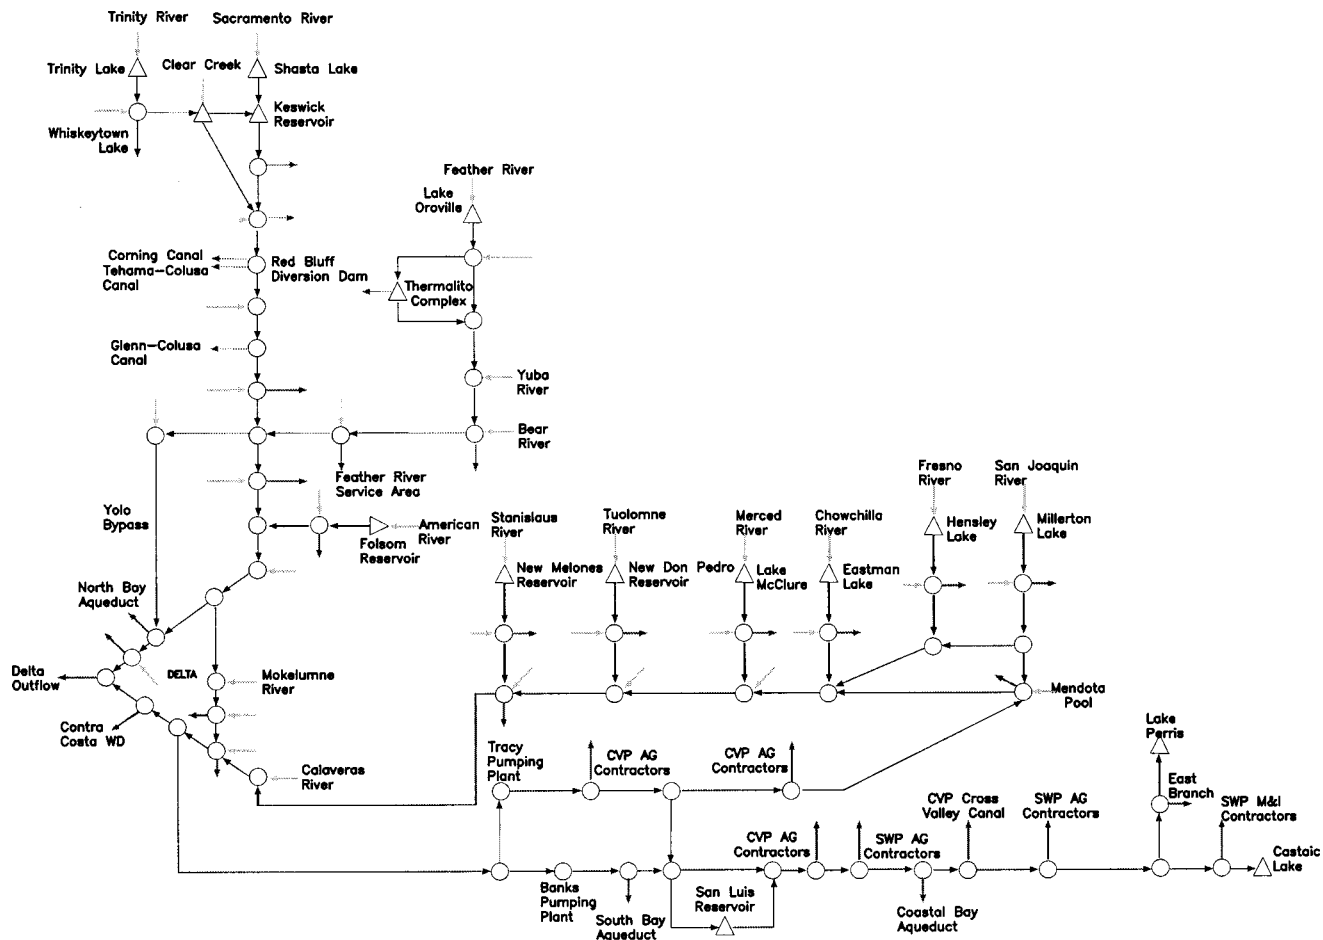 Trinity River
Sacramento River
Trinity Lake
Clear Creek
Shasta Lake
Keswick
Reservoir
Whiskeytown
Lake
Feather River
Lake
Oroville
Corning Canal
Tehama-Colusa
Canal
Red Bluff
Diversion Dam
Thermalito
Complex
Glenn-Colusa
Canal
Yuba
River
Bear
River
Feather River
Service Area
Yolo
Bypass
American
River
Folsom
Reservoir
North Bay
Aqueduct
Delta
Outflow
DELTA
Mokelumne
River
Contra
Costa WD
Calaveras
River
Stanislaus
River
Tuolomne
River
Merced
River
Chowchilla
River
Fresno
River
San Joaquin
River
New Melones
Reservoir
New Don Pedro
Reservoir
Lake
McClure
Eastman
Lake
Hensley
Lake
Millerton
Lake
Mendota
Pool
Tracy
Pumping
Plant
CVP AG
Contractors
CVP AG
Contractors
Lake
Perris
East
Branch
CVP AG
Contractors
SWP AG
Contractors
CVP Cross
Valley Canal
SWP AG
Contractors
SWP M&I
Contractors
Castaic
Lake
Banks
Pumping
Plant
South Bay
Aqueduct
San Luis
Reservoir
Coastal Bay
Aqueduct